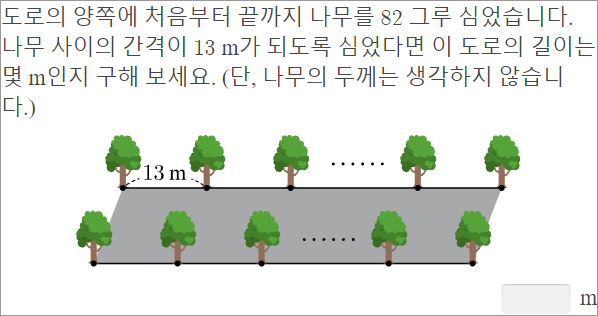 도로의 양쪽에 처음부터 끝까지 나무를 82 그루 심었습니다.
나무 사이의 간격이 13 m가 되도록 심었다면 이 도로의 길이는
몇 m인지 구해 보세요. (단, 나무의 두께는 생각하지 않습니
다.)
······
13 m
······
m